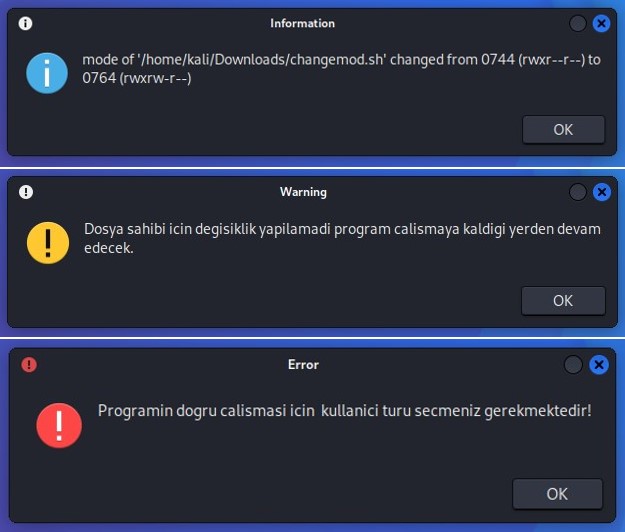 Information
mode of '/home/kali/Downloads/changemod.sh' changed from 0744 (rwxr--r--) to
0764 (rwxrw-r--)
OK
Warning
Dosya sahibi icin degisiklik yapilamadi program calismaya kaldigi yerden devam
edecek.
OK
Error
Programin dogru calismasi icin  kullanici turu secmeniz gerekmektedir!
OK